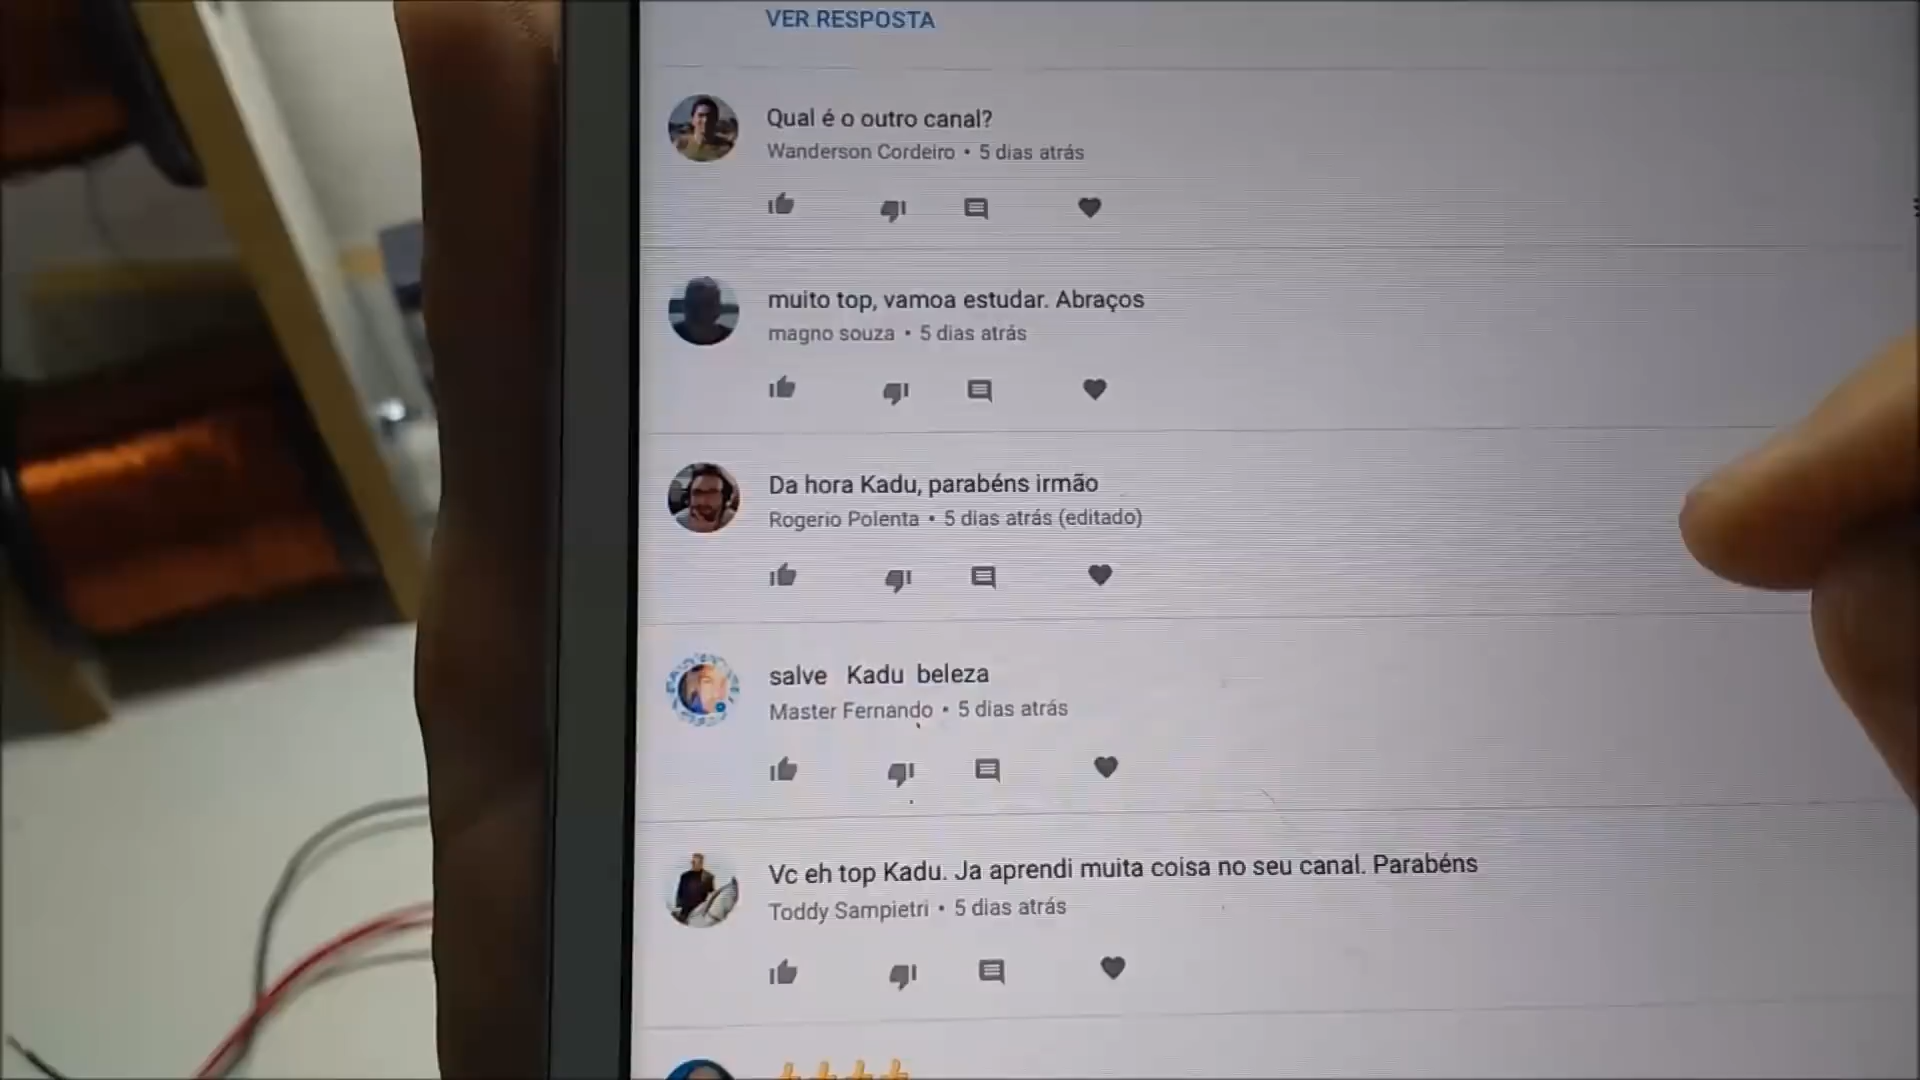 VER RESPOSTA
Qual é o outro canal?
Wanderson Cordeiro • 5 dias atrás
muito top, vamoa estudar. Abraços
magno souza • 5 dias atrás
Da hora Kadu, parabéns irmão
Rogerio Polenta • 5 dias atrás (editado)
salve Kadu beleza
Master Fernando • 5 dias atrás
Vc eh top Kadu. Ja aprendi muita coisa no seu canal. Parabéns
Toddy Sampietri • 5 dias atrás